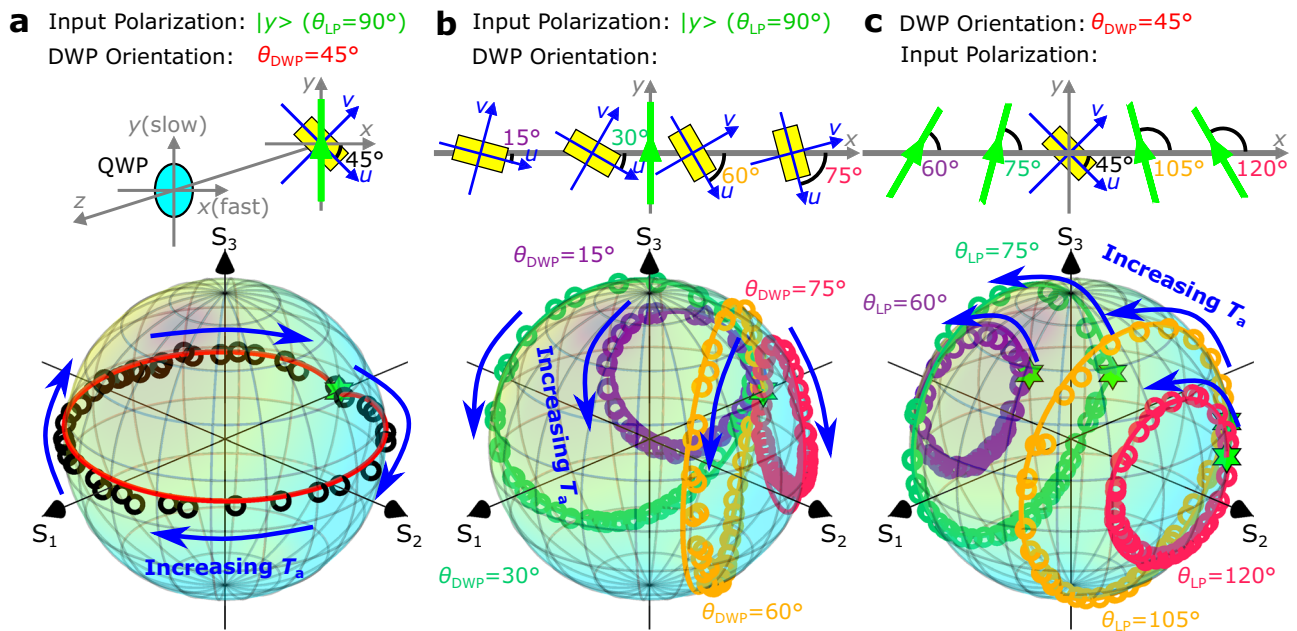 a Input Polarization: |y> (θLP=90°)
DWP Orientation: θDWP=45°
y(slow)
QWP
x(fast)
z
y
v
x
45°
u
S3
S1
S2
Increasing Ta
b Input Polarization: |y> (θLP=90°)
DWP Orientation:
y
v
15°
u
v
30°
u
v
60°
u
v
75°
u
x
S3
θDWP=15°
θDWP=75°
Increasing Ta
S1
S2
θDWP=30°
θDWP=60°
c DWP Orientation: θDWP=45°
Input Polarization:
y
v
x
60°
75°
45°
u
105°
120°
S3
θLP=75°
Increasing Ta
θLP=60°
S1
S2
θLP=120°
θLP=105°